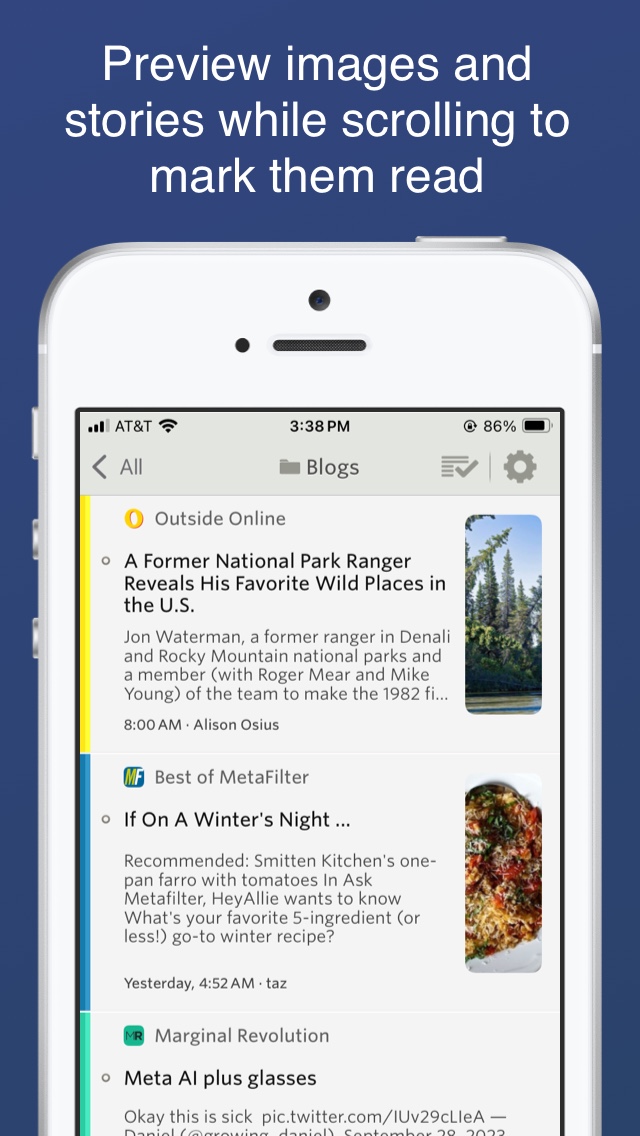 Preview images and
stories while scrolling to
mark them read
AT&T
3:38 PM
86%
All
Blogs
Outside Online
A Former National Park Ranger
Reveals His Favorite Wild Places in
the U.S.
Jon Waterman, a former ranger in Denali
and Rocky Mountain national parks and
a member (with Roger Mear and Mike
Young) of the team to make the 1982 fi...
8:00 AM · Alison Osius
MF
Best of MetaFilter
If On A Winter's Night ...
Recommended: Smitten Kitchen's one-
pan farro with tomatoes In Ask
Metafilter, HeyAllie wants to know
What's your favorite 5-ingredient (or
less!) go-to winter recipe?
Yesterday, 4:52 AM · taz
MR
Marginal Revolution
Meta AI plus glasses
Okay this is sick pic.twitter.com/IUv29cLIeA —
Daniel (@growing_daniel) September 28, 2023